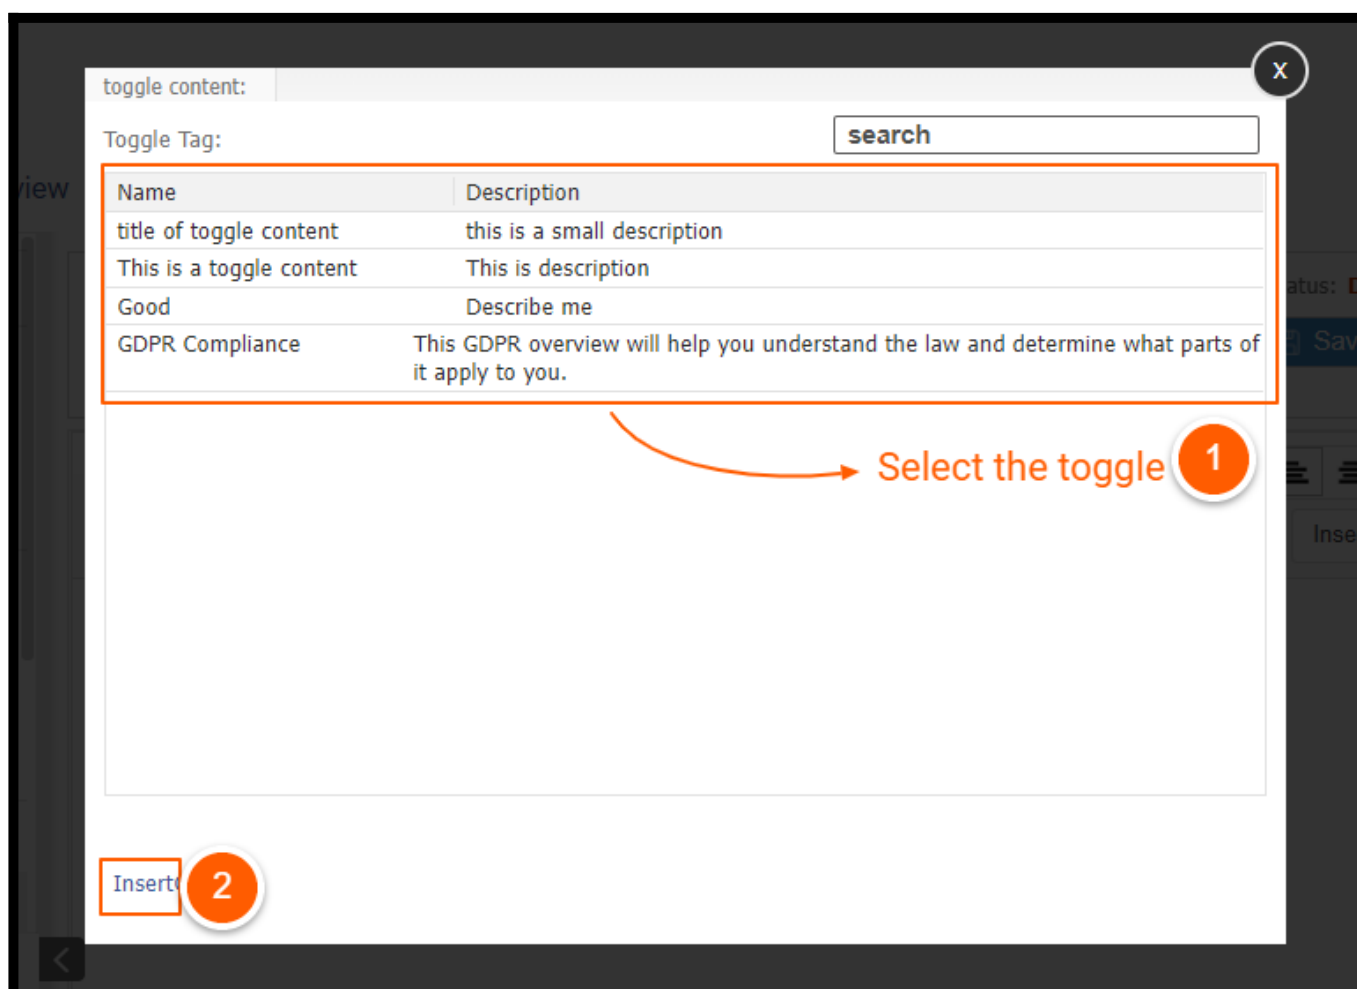 toggle content:
X
Toggle Tag:
search
Name Description
title of toggle content this is a small description
This is a toggle content This is description
Good Describe me
GDPR Compliance This GDPR overview will help you understand the law and determine what parts of
it apply to you.
Select the toggle 1
Insert
2